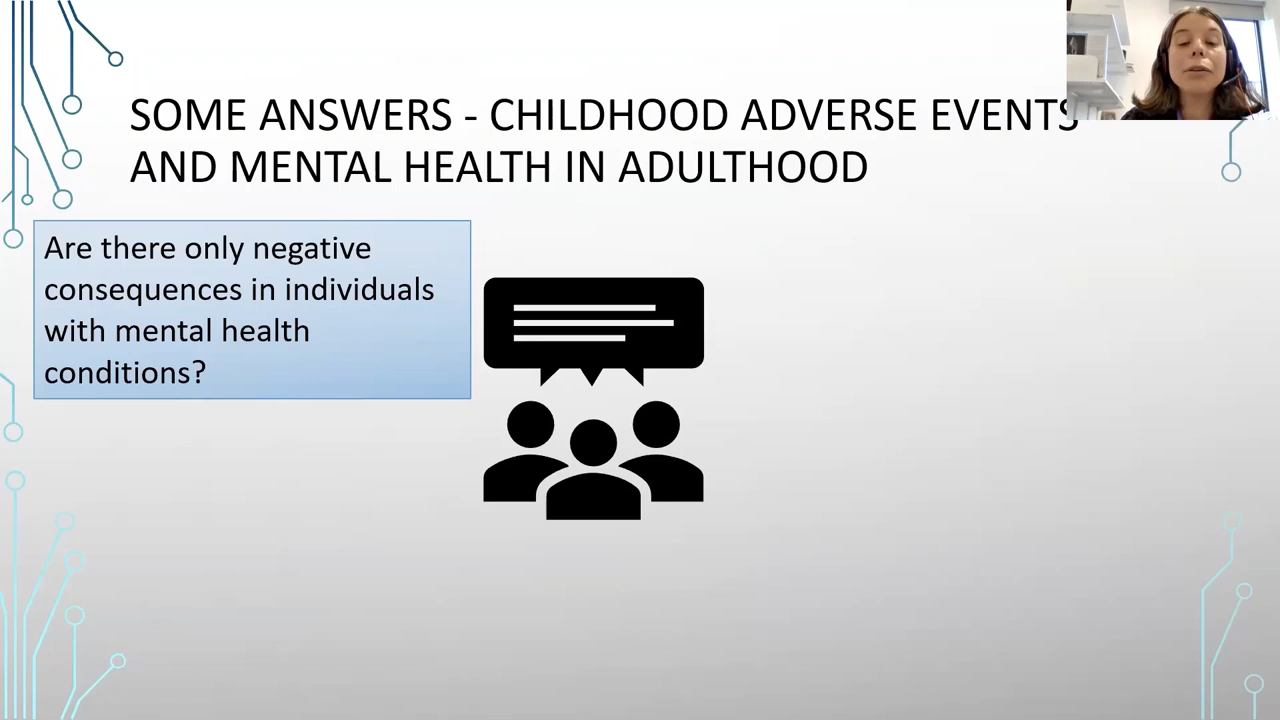 SOME ANSWERS - CHILDHOOD ADVERSE EVENTS
AND MENTAL HEALTH IN ADULTHOOD
Are there only negative
consequences in individuals
with mental health
conditions?